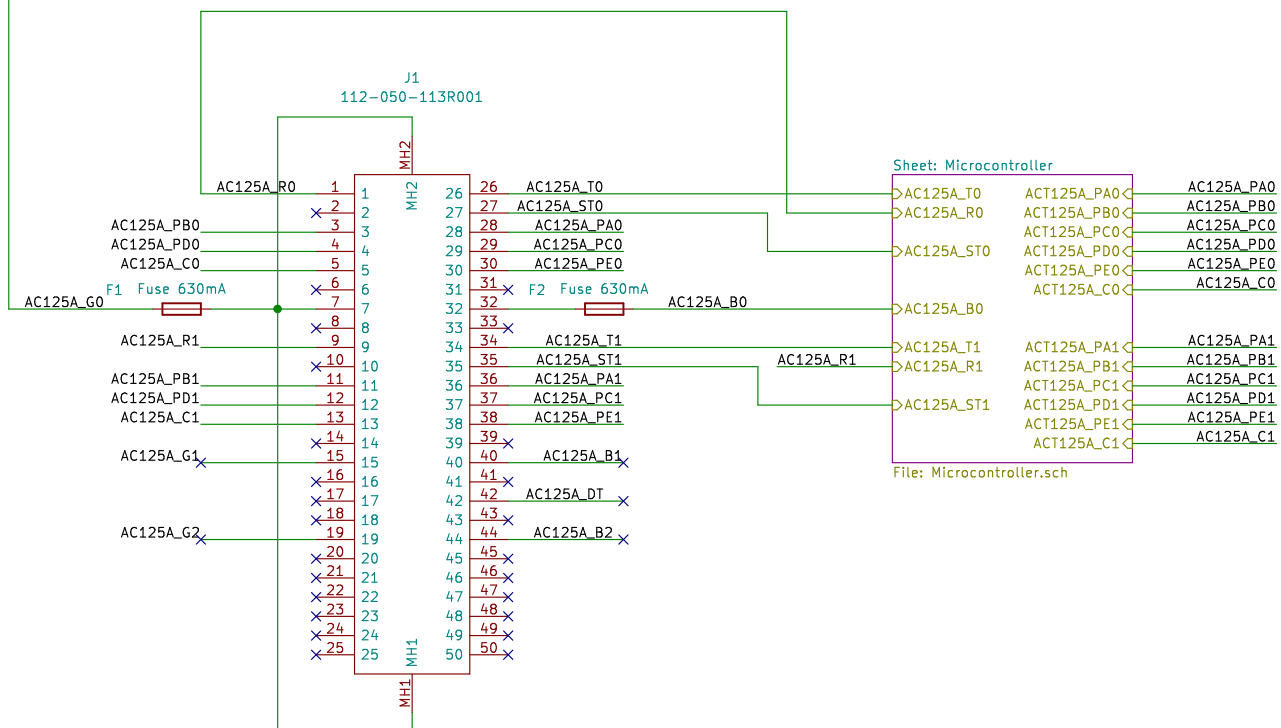 J1
112-050-113R001
MH2
MH2
AC125A_R0
1
1
2
2
AC125A_PB0
3
3
AC125A_PD0
4
4
AC125A_C0
5
5
6
6
AC125A_G0
F1
Fuse 630mA
7
7
8
8
AC125A_R1
9
9
10
10
AC125A_PB1
11
11
AC125A_PD1
12
12
AC125A_C1
13
13
14
14
AC125A_G1
15
15
16
16
17
17
18
18
AC125A_G2
19
19
20
20
21
21
22
22
23
23
24
24
25
25
MH1
MH1
26
26
AC125A_T0
27
27
AC125A_ST0
28
28
AC125A_PA0
29
29
AC125A_PC0
30
30
AC125A_PE0
31
31
32
32
F2
Fuse 630mA
AC125A_B0
33
33
34
34
AC125A_T1
35
35
AC125A_ST1
AC125A_R1
36
36
AC125A_PA1
37
37
AC125A_PC1
38
38
AC125A_PE1
39
39
40
40
AC125A_B1
41
41
42
42
AC125A_DT
43
43
44
44
AC125A_B2
45
45
46
46
47
47
48
48
49
49
50
50
Sheet: Microcontroller
AC125A_T0
AC125A_R0
AC125A_ST0
AC125A_B0
AC125A_T1
AC125A_R1
AC125A_ST1
ACT125A_PA0
ACT125A_PB0
ACT125A_PC0
ACT125A_PD0
ACT125A_PE0
ACT125A_C0
ACT125A_PA1
ACT125A_PB1
ACT125A_PC1
ACT125A_PD1
ACT125A_PE1
ACT125A_C1
File: Microcontroller.sch
AC125A_PA0
AC125A_PB0
AC125A_PC0
AC125A_PD0
AC125A_PE0
AC125A_C0
AC125A_PA1
AC125A_PB1
AC125A_PC1
AC125A_PD1
AC125A_PE1
AC125A_C1